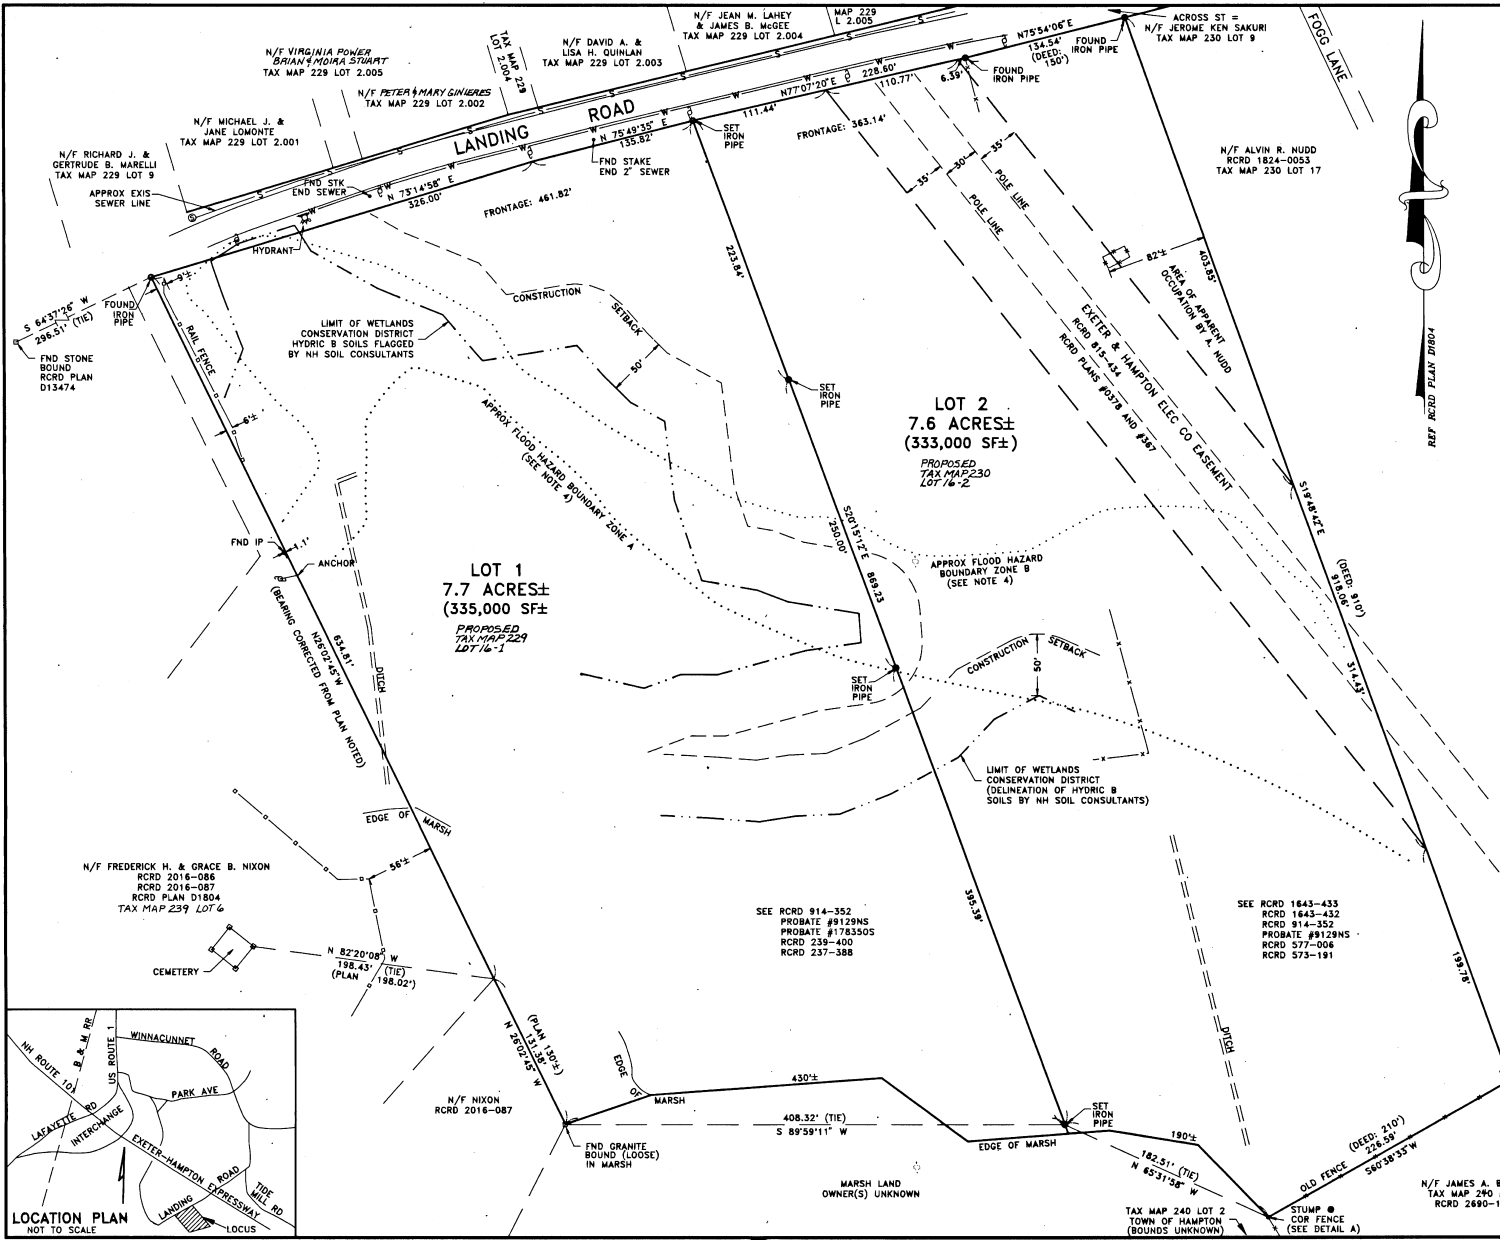 N/F JEAN M. LAHEY
& JAMES B. McGEE
TAX MAP 229 LOT 2.004
MAP 229
L 2.005
ACROSS ST =
N/F JEROME KEN SAKURI
TAX MAP 230 LOT 9
FOGG LANE
N/F VIRGINIA POWER
BRIAN & MOIRA STUART
TAX MAP 229 LOT 2.005
TAX MAP 229
LOT 2.004
N/F DAVID A. &
LISA H. QUINLAN
TAX MAP 229 LOT 2.003
N/F PETER & MARY GINIERES
TAX MAP 229 LOT 2.002
N/F MICHAEL J. &
JANE LOMONTE
TAX MAP 229 LOT 2.001
N/F RICHARD J. &
GERTRUDE B. MARELLI
TAX MAP 229 LOT 9
APPROX EXIS
SEWER LINE
LANDING ROAD
FND STK
END SEWER
N 73°14'58" E
326.00'
N 75°49'35" E
135.82'
FND STAKE
END 2" SEWER
111.44'
N77°07'20"E
228.60'
110.77'
6.39'
N75°54'06"E
134.54'
(DEED:
150')
FOUND
IRON PIPE
FOUND
IRON PIPE
SET
IRON
PIPE
FRONTAGE: 363.14'
FRONTAGE: 461.82'
HYDRANT
35'
30'
35'
POLE LINE
POLE LINE
N/F ALVIN R. NUDD
RCRD 1824-0053
TAX MAP 230 LOT 17
REF RCRD PLAN D1804
S 64°37'26" W
296.51' (TIE)
FOUND
IRON
PIPE
9'±
RAIL FENCE
FND STONE
BOUND
RCRD PLAN
D13474
LIMIT OF WETLANDS
CONSERVATION DISTRICT
HYDRIC B SOILS FLAGGED
BY NH SOIL CONSULTANTS
CONSTRUCTION
SETBACK
50'
223.84'
SET
IRON
PIPE
82'±
403.85'
AREA OF APPARENT
OCCUPATION BY A. NUDD
EXETER & HAMPTON ELEC CO EASEMENT
RCRD 815-434
RCRD PLANS #0378 AND #367
6'±
APPROX FLOOD HAZARD BOUNDARY ZONE A
(SEE NOTE 4)
LOT 2
7.6 ACRES±
(333,000 SF±)
PROPOSED
TAX MAP 230
LOT 16-2
S19°48'42"E
(DEED: 910')
918.06'
314.43'
S20°15'12"E 869.23
250.00'
APPROX FLOOD HAZARD
BOUNDARY ZONE B
(SEE NOTE 4)
FND IP
1.1'
ANCHOR
LOT 1
7.7 ACRES±
(335,000 SF±
PROPOSED
TAX MAP 229
LOT 16-1
634.81'
N26°02'45"W
(BEARING CORRECTED FROM PLAN NOTED)
DITCH
SET
IRON
PIPE
CONSTRUCTION
SETBACK
50'
LIMIT OF WETLANDS
CONSERVATION DISTRICT
(DELINEATION OF HYDRIC B
SOILS BY NH SOIL CONSULTANTS)
EDGE OF MARSH
56'±
N/F FREDERICK H. & GRACE B. NIXON
RCRD 2016-086
RCRD 2016-087
RCRD PLAN D1804
TAX MAP 239 LOT 6
CEMETERY
N 82°20'08" W
198.43' (TIE)
(PLAN 198.02')
SEE RCRD 914-352
PROBATE #9129NS
PROBATE #17835OS
RCRD 239-400
RCRD 237-388
395.39'
SEE RCRD 1643-433
RCRD 1643-432
RCRD 914-352
PROBATE #9129NS
RCRD 577-006
RCRD 573-191
199.78'
DITCH
(PLAN 130'±)
131.38'
N 26°02'45" W
EDGE OF MARSH
430'±
N/F NIXON
RCRD 2016-087
FND GRANITE
BOUND (LOOSE)
IN MARSH
408.32' (TIE)
S 89°59'11" W
EDGE OF MARSH
SET
IRON
PIPE
190'±
182.51' (TIE)
N 65°31'58" W
MARSH LAND
OWNER(S) UNKNOWN
TAX MAP 240 LOT 2
TOWN OF HAMPTON
(BOUNDS UNKNOWN)
STUMP ●
COR FENCE
(SEE DETAIL A)
OLD FENCE
(DEED: 210')
226.59'
S60°38'33"W
N/F JAMES A. B
TAX MAP 240
RCRD 2690-1
B & M RR
US ROUTE 1
WINNACUNNET ROAD
NH ROUTE 101
PARK AVE
LAFAYETTE RD
INTERCHANGE
EXETER-HAMPTON EXPRESSWAY
LANDING ROAD
TIDE
MILL RD
LOCUS
LOCATION PLAN
NOT TO SCALE